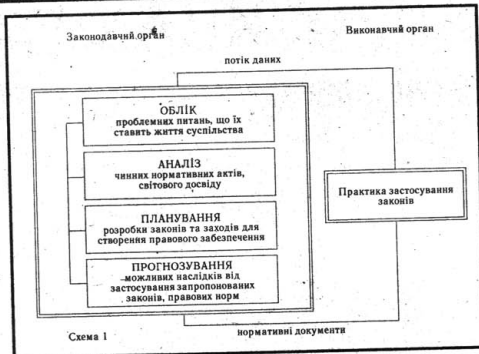 Законодавчий орган
Виконавчий орган
потік даних
ОБЛІК
проблемних питань, що їх
ставить життя суспільства
АНАЛІЗ
чинних нормативних актів,
світового досвіду
ПЛАНУВАННЯ
розробки законів та заходів для
створення правового забезпечення
ПРОГНОЗУВАННЯ
можливих наслідків від
застосування запропонованих
законів, правових норм
Практика застосування
законів
нормативні документи
Схема 1